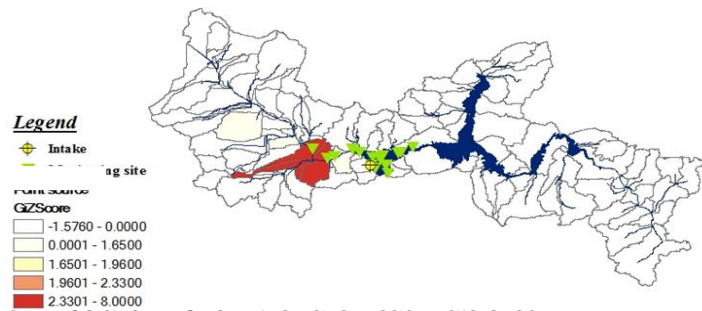 Legend
Intake
site
Point source
GiZScore
-1.5760 - 0.0000
0.0001 - 1.6500
1.6501 - 1.9600
1.9601 - 2.3300
2.3301 - 8.0000